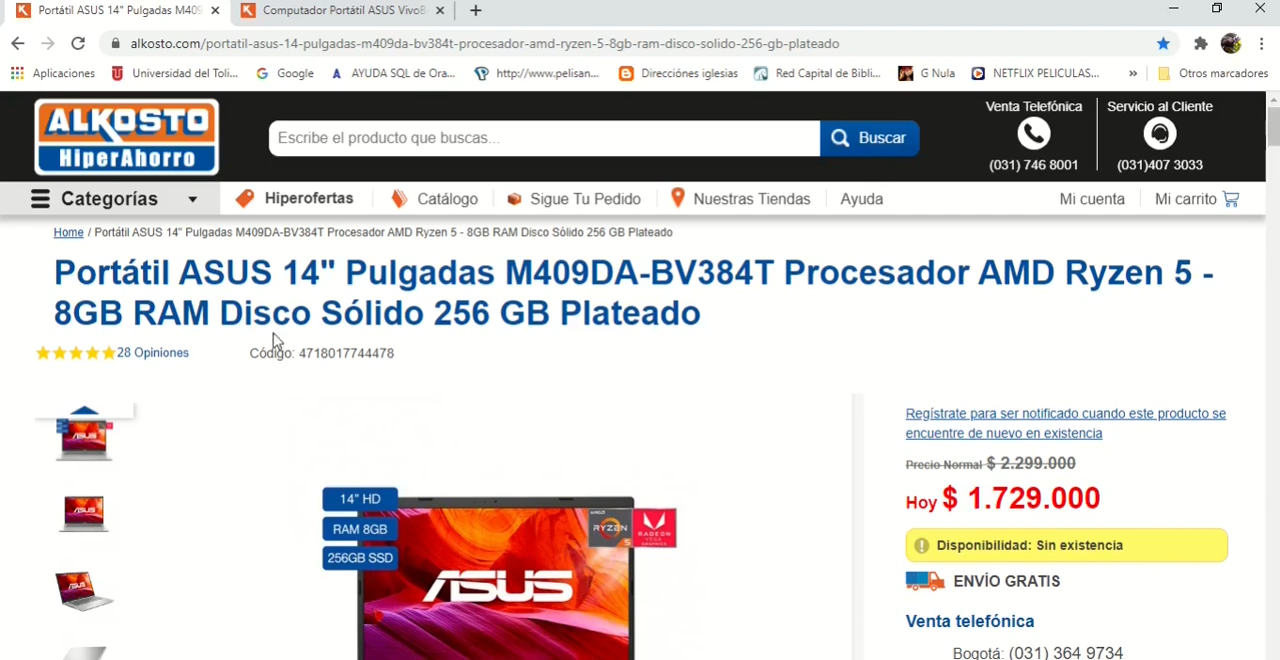 Portátil ASUS 14" Pulgadas M409
Computador Portátil ASUS VivoB
alkosto.com/portatil-asus-14-pulgadas-m409da-bv384t-procesador-amd-ryzen-5-8gb-ram-disco-solido-256-gb-plateado
Aplicaciones Universidad del Toli... Google AYUDA SQL de Ora... http://www.pelisan... Direcciónes iglesias Red Capital de Bibli... G Nula NETFLIX PELICULAS... » Otros marcadores
ALKOSTO
HiperAhorro
Escribe el producto que buscas...
Buscar
Venta Telefónica
(031) 746 8001
Servicio al Cliente
(031)407 3033
Categorías Hiperofertas Catálogo Sigue Tu Pedido Nuestras Tiendas Ayuda Mi cuenta Mi carrito
Home / Portátil ASUS 14" Pulgadas M409DA-BV384T Procesador AMD Ryzen 5 - 8GB RAM Disco Sólido 256 GB Plateado
Portátil ASUS 14" Pulgadas M409DA-BV384T Procesador AMD Ryzen 5 -
8GB RAM Disco Sólido 256 GB Plateado
28 Opiniones Código: 4718017744478
ASUS
ASUS
ASUS
14" HD
RAM 8GB
256GB SSD
AMD
RYZEN
5
RADEON
VEGA
GRAPHICS
ASUS
Regístrate para ser notificado cuando este producto se
encuentre de nuevo en existencia
Precio Normal $ 2.299.000
Hoy $ 1.729.000
Disponibilidad: Sin existencia
ENVÍO GRATIS
Venta telefónica
Bogotá: (031) 364 9734